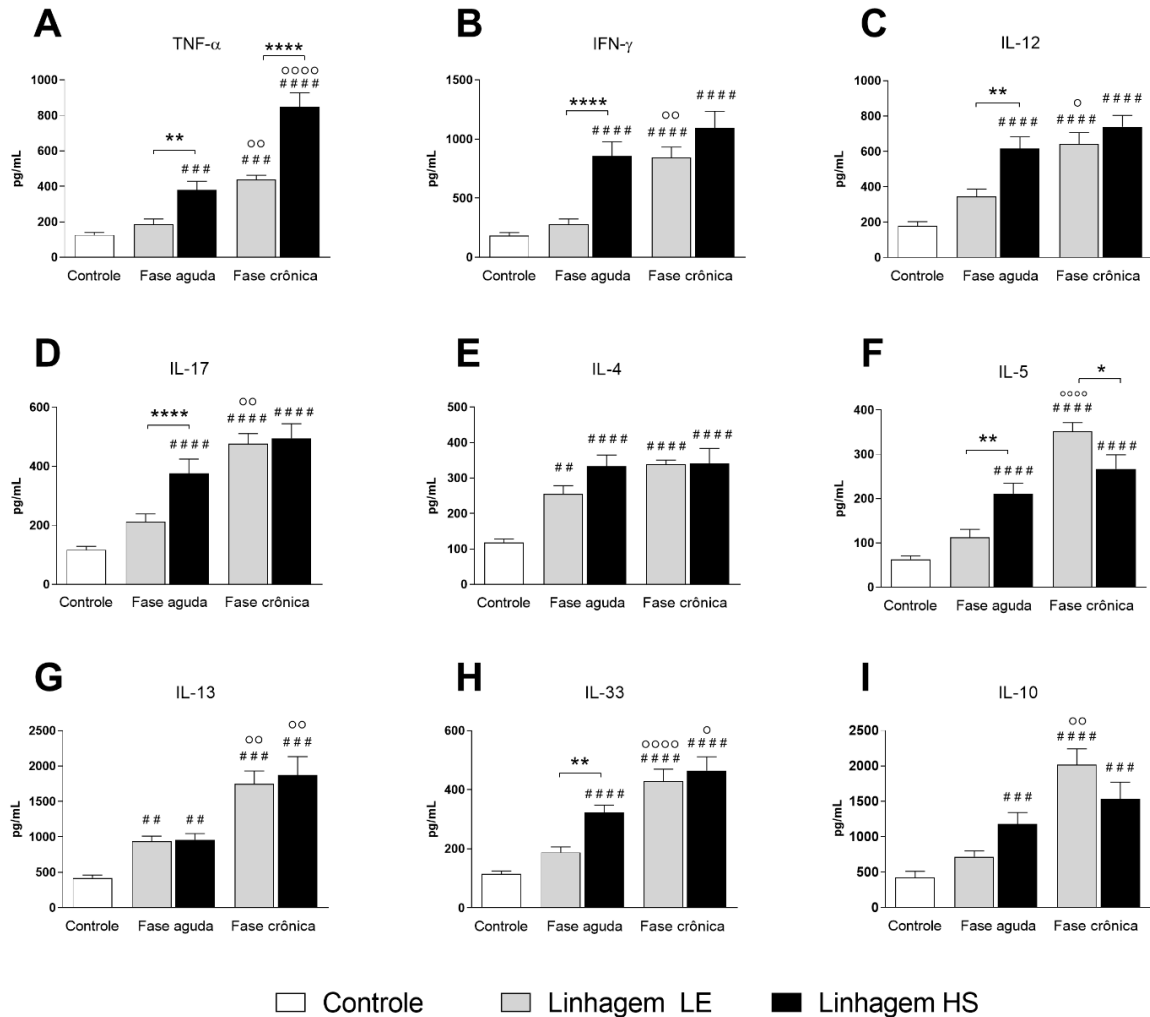 A
TNF-α
****
○○○○
# # # #
**
# # #
○○
# # #
pg/mL
1000
800
600
400
200
0
Controle Fase aguda Fase crônica
B
IFN-γ
****
# # # #
○○
# # # #
# # # #
pg/mL
1500
1000
500
0
Controle Fase aguda Fase crônica
C
IL-12
**
# # # #
○
# # # #
# # # #
pg/mL
1000
800
600
400
200
0
Controle Fase aguda Fase crônica
D
IL-17
****
# # # #
○○
# # # #
# # # #
pg/mL
600
400
200
0
Controle Fase aguda Fase crônica
E
IL-4
# #
# # # #
# # # #
# # # #
pg/mL
500
400
300
200
100
0
Controle Fase aguda Fase crônica
F
IL-5
*
○○○○
# # # #
**
# # # #
# # # #
pg/mL
400
300
200
100
0
Controle Fase aguda Fase crônica
G
IL-13
# #
# #
○○
# # #
○○
# # #
pg/mL
2500
2000
1500
1000
500
0
Controle Fase aguda Fase crônica
H
IL-33
**
# # # #
○○○○
# # # #
○
# # # #
pg/mL
600
400
200
0
Controle Fase aguda Fase crônica
I
IL-10
# # #
○○
# # # #
# # #
pg/mL
2500
2000
1500
1000
500
0
Controle Fase aguda Fase crônica
Controle Linhagem LE Linhagem HS